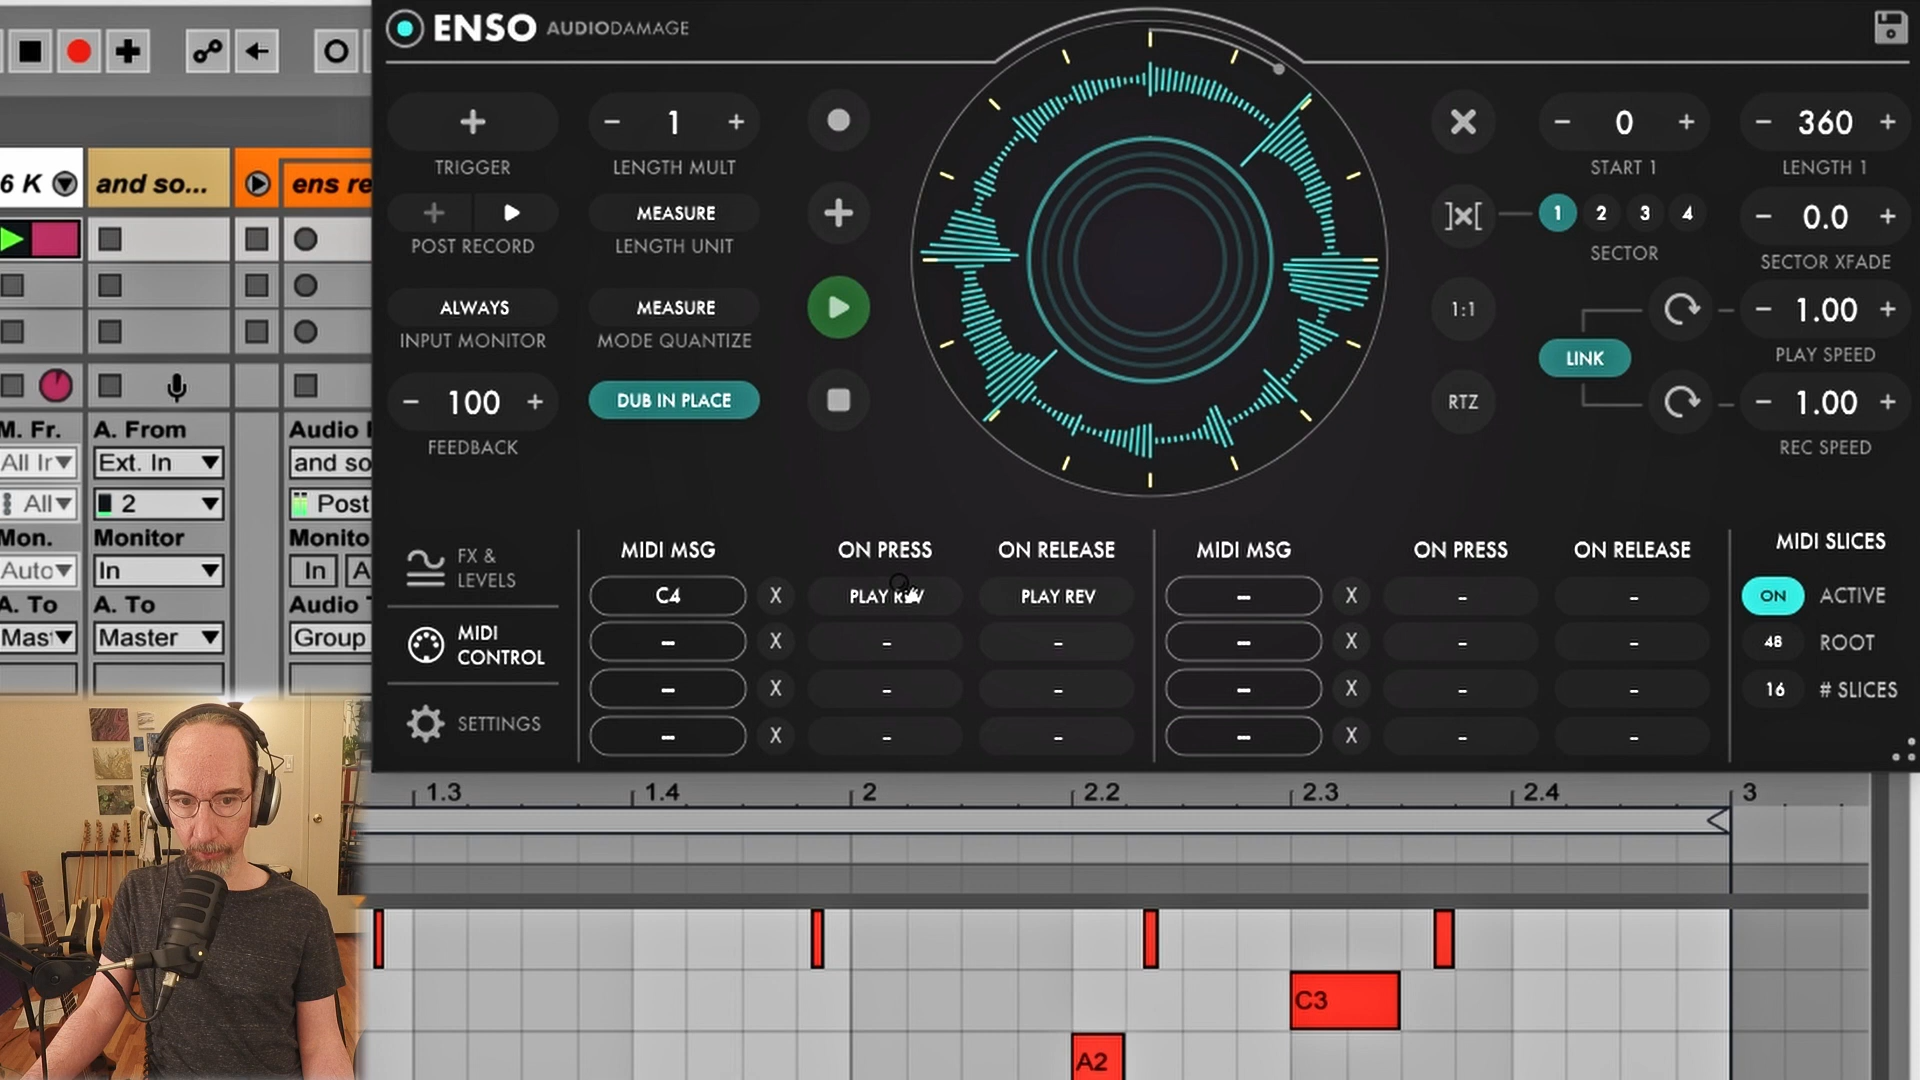 ENSO AUDIODAMAGE
TRIGGER
POST RECORD
ALWAYS
INPUT MONITOR
- 100 +
FEEDBACK
- 1 +
LENGTH MULT
MEASURE
LENGTH UNIT
MEASURE
MODE QUANTIZE
DUB IN PLACE
]x[
1:1
RTZ
- 0 +
START 1
1 2 3 4
SECTOR
LINK
- 360 +
LENGTH 1
- 0.0 +
SECTOR XFADE
- 1.00 +
PLAY SPEED
- 1.00 +
REC SPEED
FX &
LEVELS
MIDI
CONTROL
SETTINGS
MIDI MSG ON PRESS ON RELEASE
C4 X PLAY REV PLAY REV
- X - -
- X - -
- X - -
MIDI MSG ON PRESS ON RELEASE
- X - -
- X - -
- X - -
- X - -
MIDI SLICES
ON ACTIVE
48 ROOT
16 # SLICES
6 K and so... ens re
M. Fr. A. From Audio
All Ir Ext. In and so
All 2 Post
Mon. Monitor Monito
Auto In In A
A. To A. To Audio
Mas Master Group
1.3 1.4 2 2.2 2.3 2.4 3
C3
A2